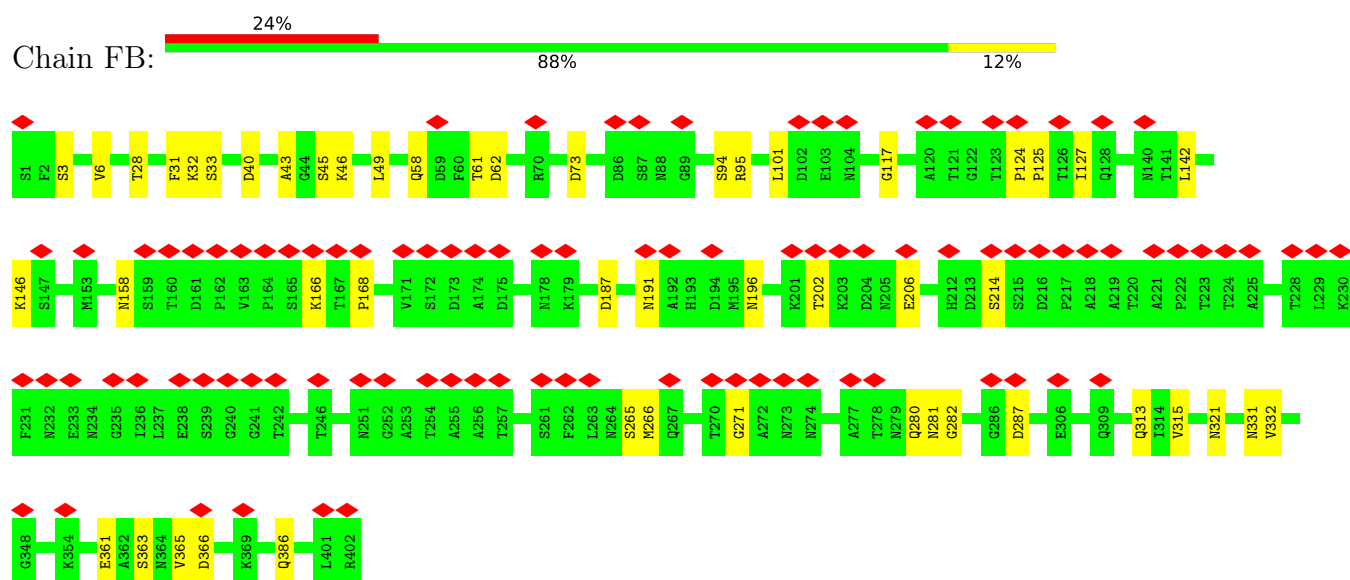 24%
Chain FB:
88% 12%
S1 F2 S3 V6 T28 F31 K32 S33 D40 A43 G44 S45 K46 L49 Q58 D59 F60 T61 D62 R70 D73 D86 S87 N88 G89 S94 R95 L101 D102 E103 N104 G117 A120 T121 G122 T123 P124 P125 T126 I127 Q128 N140 T141 L142
K146 S147 M153 N158 S159 T160 D161 P162 V163 P164 S165 K166 T167 P168 V171 S172 D173 A174 D175 N178 K179 D187 N191 A192 H193 D194 M195 N196 K201 T202 K203 D204 N205 E206 H212 D213 S214 S215 D216 P217 A218 A219 T220 A221 P222 T223 T224 A225 T228 L229 K230
F231 N232 E233 N234 G235 I236 L237 E238 S239 G240 G241 T242 T246 N251 G252 A253 T254 A255 A256 T257 S261 F262 L263 N264 S265 M266 Q267 T270 G271 A272 N273 N274 A277 T278 N279 Q280 N281 G282 G286 D287 E306 Q309 Q313 I314 V315 N321 N331 V332
G348 K354 E361 A362 S363 N364 V365 D366 K369 Q386 L401 R402